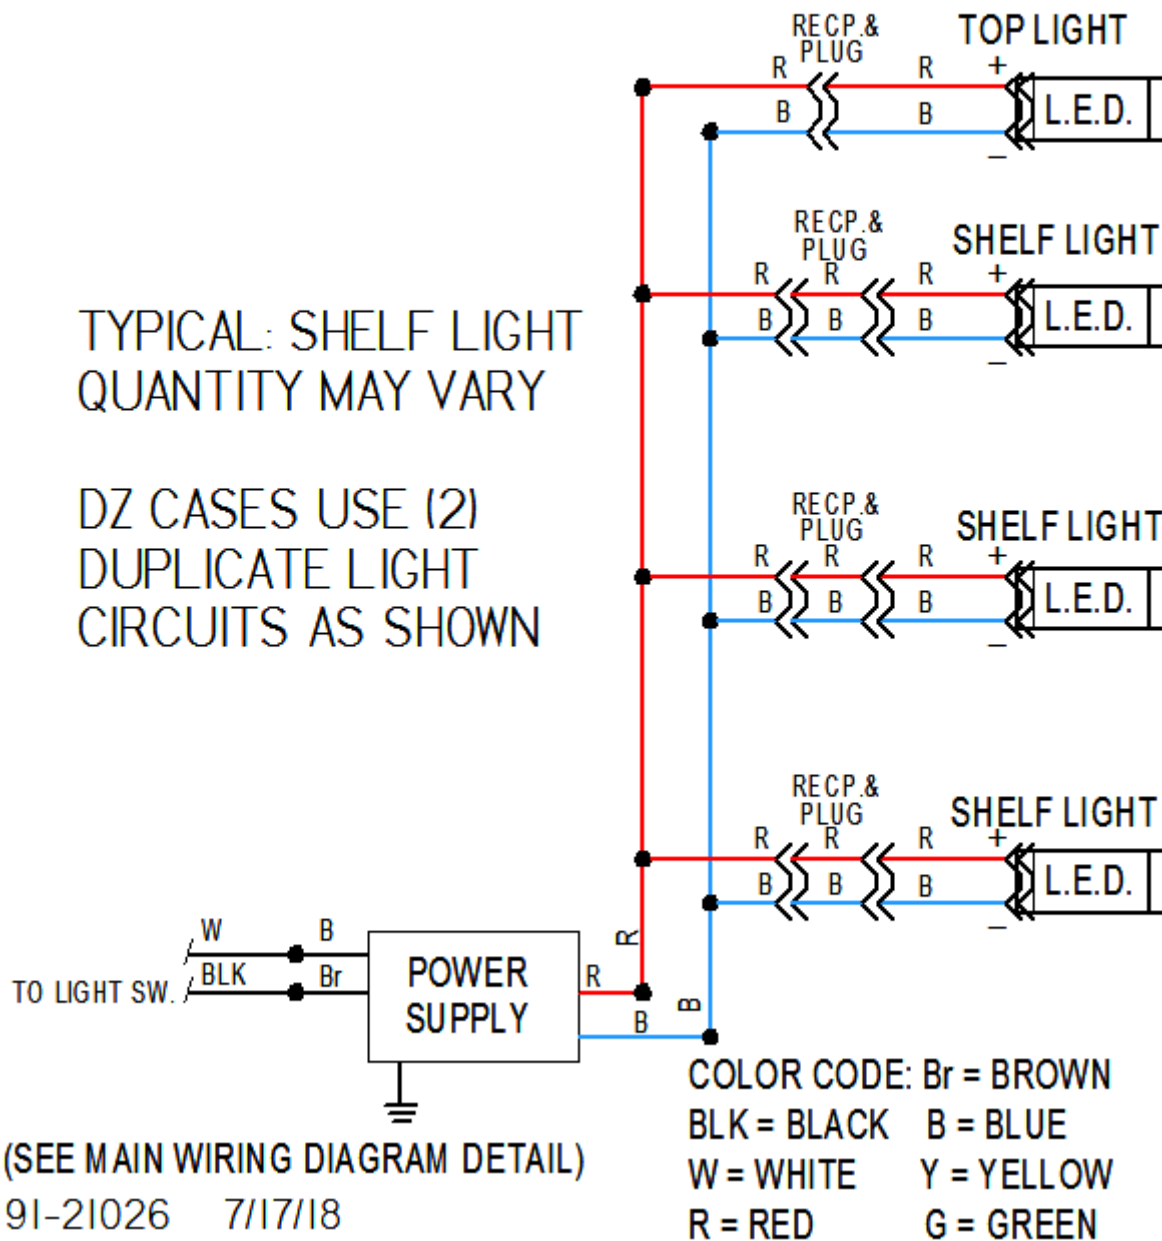 RECP.&
PLUG
TOP LIGHT
R R +
B B
L.E.D.
–
RECP.&
PLUG
SHELF LIGHT
R R R +
B B B
L.E.D.
–
TYPICAL: SHELF LIGHT
QUANTITY MAY VARY
DZ CASES USE (2)
DUPLICATE LIGHT
CIRCUITS AS SHOWN
RECP.&
PLUG
SHELF LIGHT
R R R +
B B B
L.E.D.
–
RECP.&
PLUG
SHELF LIGHT
R R R +
B B B
L.E.D.
–
W B
TO LIGHT SW.
BLK Br
POWER
SUPPLY
R
R
B
B
COLOR CODE: Br = BROWN
BLK = BLACK B = BLUE
W = WHITE Y = YELLOW
R = RED G = GREEN
(SEE MAIN WIRING DIAGRAM DETAIL)
91-21026 7/17/18